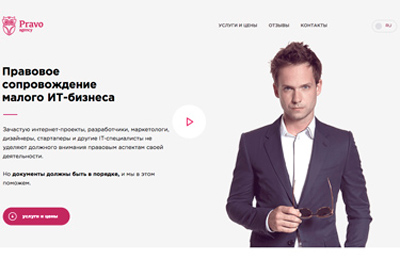 Pravo
agency
УСЛУГИ И ЦЕНЫ
ОТЗЫВЫ
КОНТАКТЫ
RU
Правовое
сопровождение
малого ИТ-бизнеса
Зачастую интернет-проекты, разработчики, маркетологи,
дизайнеры, стартаперы и другие IT-специалисты не
уделяют должного внимания правовым аспектам своей
деятельности.
Но документы должны быть в порядке, и мы в этом
поможем.
услуги и цены